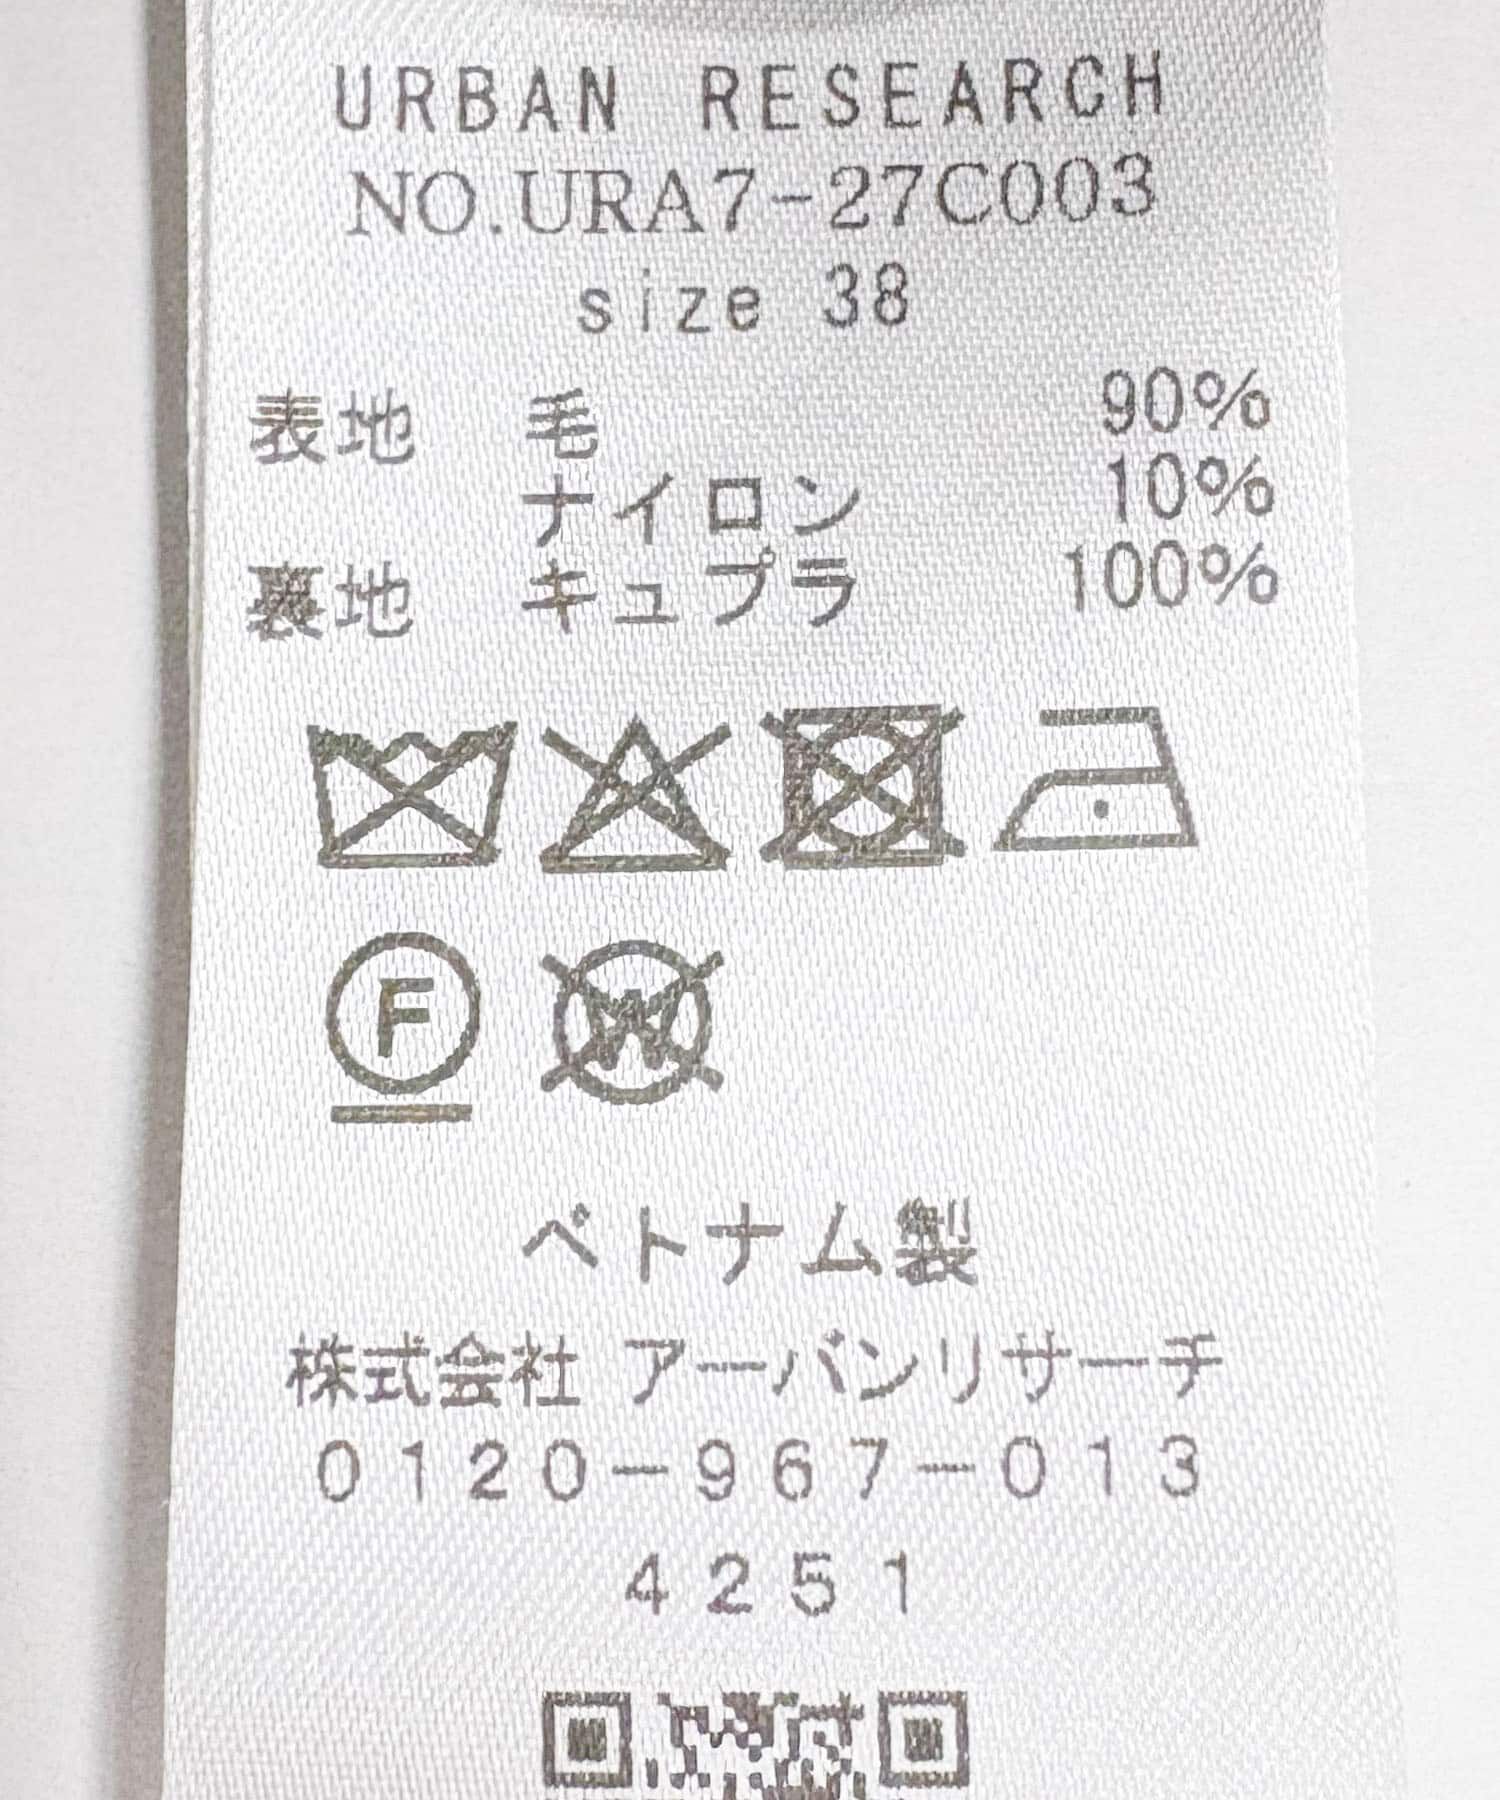 URBAN RESEARCH
NO.URA7-27C003
size 38
表地 毛 90%
ナイロン 10%
裏地 キュプラ 100%
F W
ベトナム製
株式会社 アーバンリサーチ
0120-967-013
4251